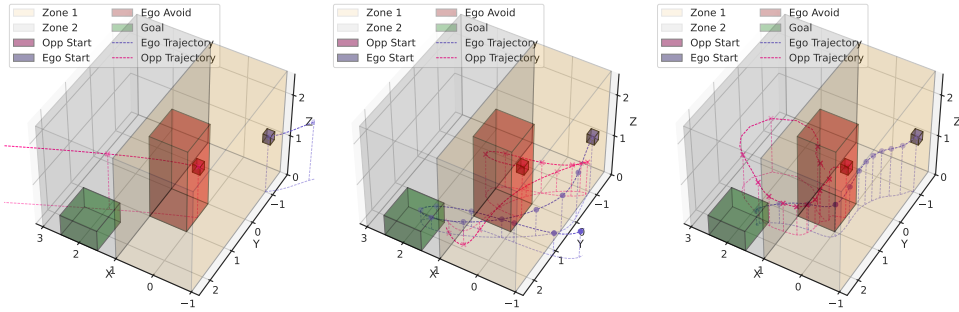 Zone 1 Ego Avoid
Zone 2 Goal
Opp Start Ego Trajectory
Ego Start Opp Trajectory
2
Z
1
0
−1
0
Y
1
2
3
2
X
1
0
−1
Zone 1 Ego Avoid
Zone 2 Goal
Opp Start Ego Trajectory
Ego Start Opp Trajectory
2
Z
1
0
−1
0
Y
1
2
3
2
X
1
0
−1
Zone 1 Ego Avoid
Zone 2 Goal
Opp Start Ego Trajectory
Ego Start Opp Trajectory
2
Z
1
0
−1
0
Y
1
2
3
2
X
1
0
−1